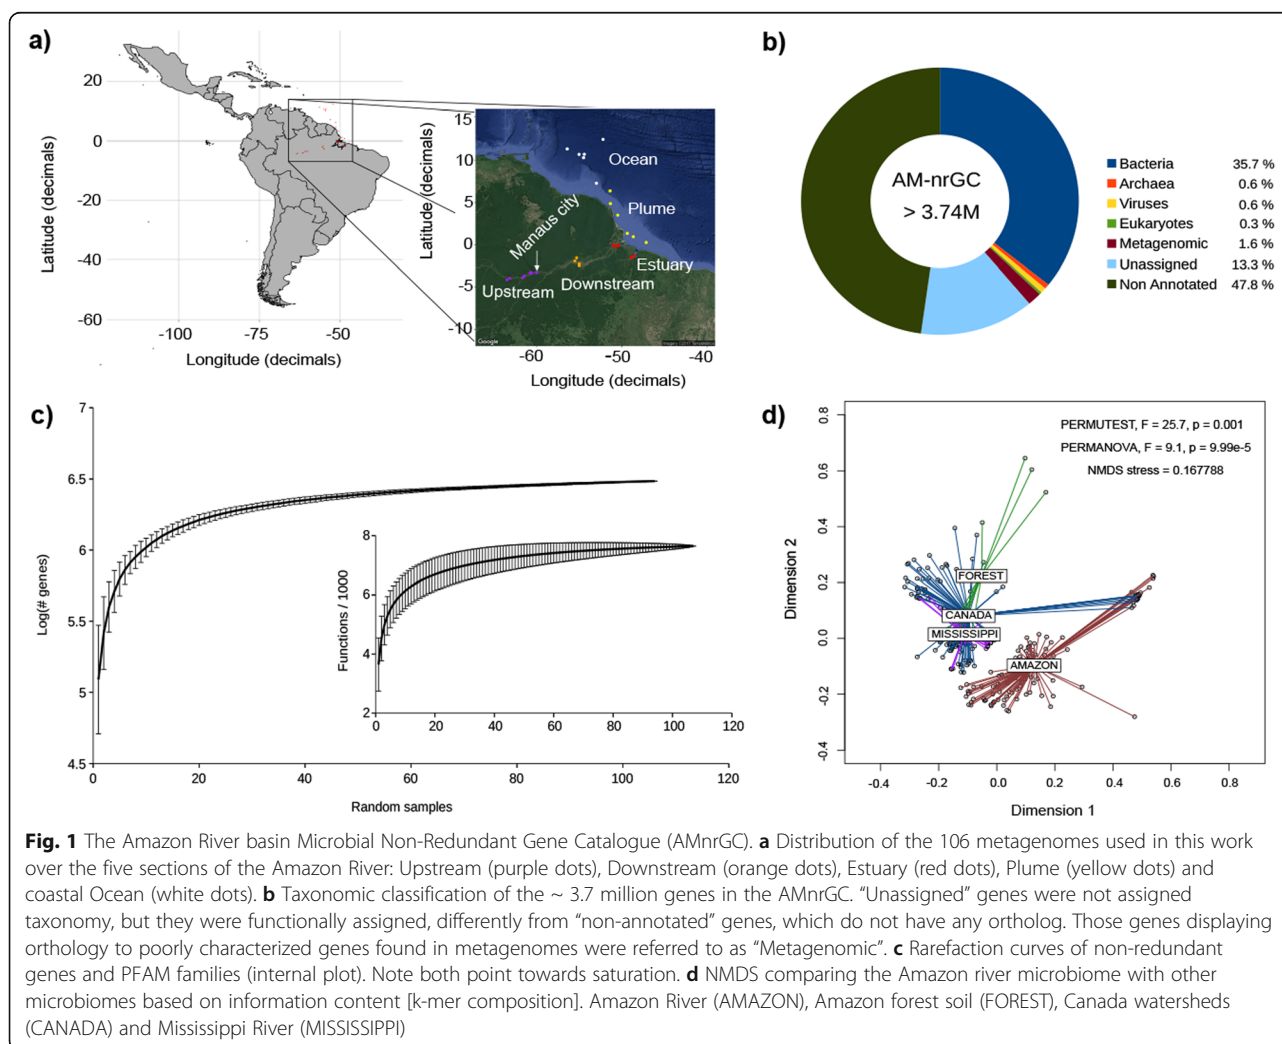 a)
20
0
-20
-40
-60
Latitude (decimals)
-100
-75
-50
Longitude (decimals)
15
10
5
0
-5
-10
Latitude (decimals)
Ocean
Plume
Manaus city
Estuary
Upstream
Downstream
Google
-60
-50
-40
Longitude (decimals)
b)
AM-nrGC
> 3.74M
Bacteria 35.7 %
Archaea 0.6 %
Viruses 0.6 %
Eukaryotes 0.3 %
Metagenomic 1.6 %
Unassigned 13.3 %
Non Annotated 47.8 %
c)
7
6.5
6
5.5
5
4.5
Log(# genes)
0
20
40
60
80
100
120
Random samples
8
6
4
2
Functions / 1000
0
20
40
60
80
100
120
d)
0.8
0.6
0.4
0.2
0.0
-0.2
-0.4
Dimension 2
PERMUTEST, F = 25.7, p = 0.001
PERMANOVA, F = 9.1, p = 9.99e-5
NMDS stress = 0.167788
FOREST
CANADA
MISSISSIPPI
AMAZON
-0.4
-0.2
0.0
0.2
0.4
0.6
0.8
Dimension 1
Fig. 1 The Amazon River basin Microbial Non-Redundant Gene Catalogue (AMnrGC). a Distribution of the 106 metagenomes used in this work
over the five sections of the Amazon River: Upstream (purple dots), Downstream (orange dots), Estuary (red dots), Plume (yellow dots) and
coastal Ocean (white dots). b Taxonomic classification of the ~ 3.7 million genes in the AMnrGC. “Unassigned” genes were not assigned
taxonomy, but they were functionally assigned, differently from “non-annotated” genes, which do not have any ortholog. Those genes displaying
orthology to poorly characterized genes found in metagenomes were referred to as “Metagenomic”. c Rarefaction curves of non-redundant
genes and PFAM families (internal plot). Note both point towards saturation. d NMDS comparing the Amazon river microbiome with other
microbiomes based on information content [k-mer composition]. Amazon River (AMAZON), Amazon forest soil (FOREST), Canada watersheds
(CANADA) and Mississippi River (MISSISSIPPI)